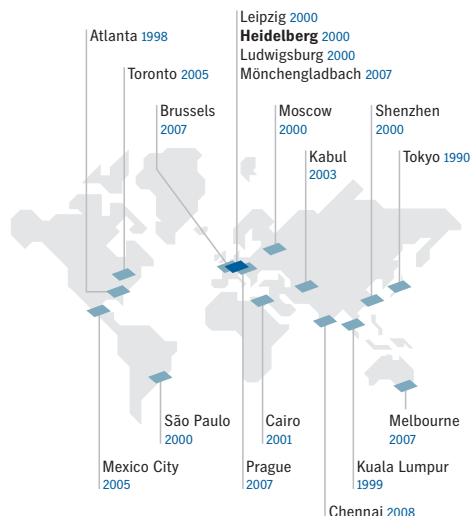 Leipzig 2000
Atlanta 1998
Heidelberg 2000
Ludwigsburg 2000
Toronto 2005
Mönchengladbach 2007
Brussels
2007
Moscow
2000
Shenzhen
2000
Kabul
2003
Tokyo 1990
São Paulo
2000
Cairo
2001
Melbourne
2007
Mexico City
2005
Prague
2007
Kuala Lumpur
1999
Chennai 2008